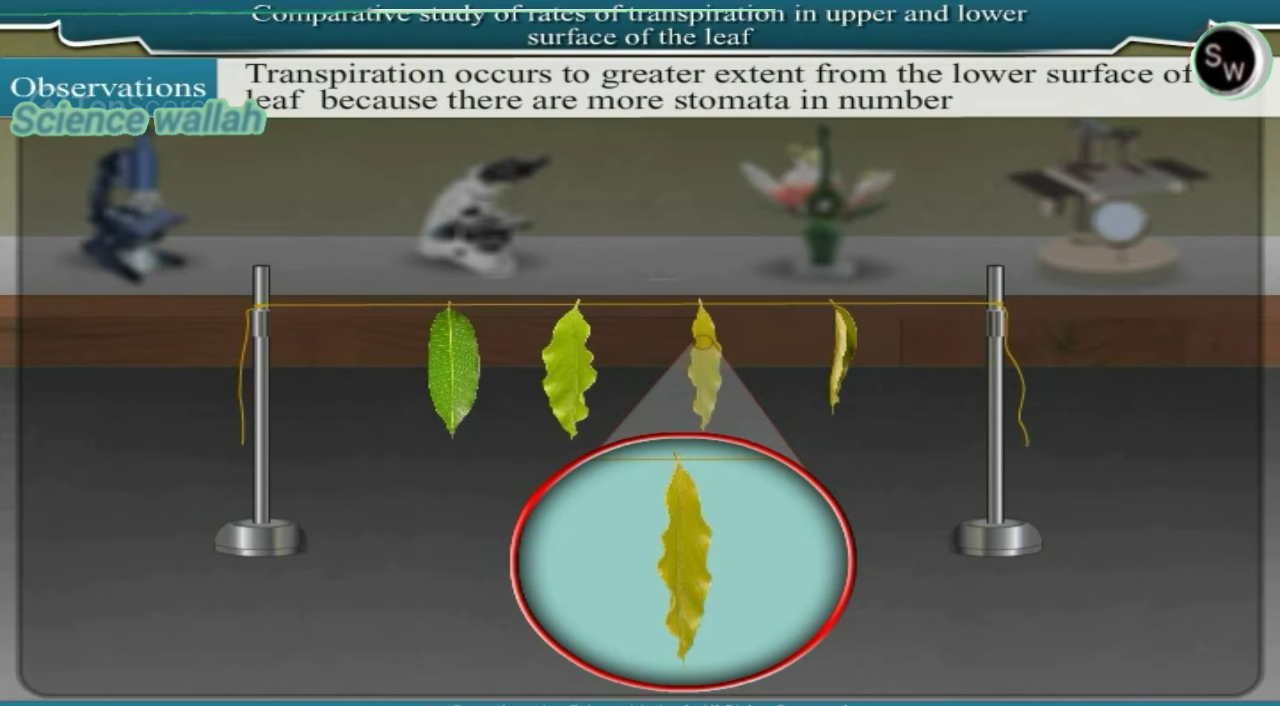 Comparative study of rates of transpiration in upper and lower
surface of the leaf
Observations
Transpiration occurs to greater extent from the lower surface of
leaf because there are more stomata in number
Science wallah
SW